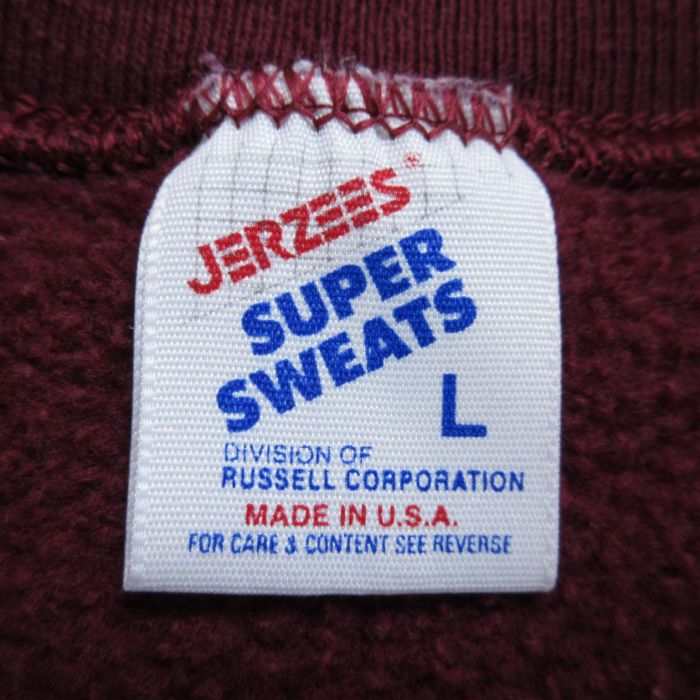 JERZEES®
SUPER
SWEATS
L
DIVISION OF
RUSSELL CORPORATION
MADE IN U.S.A.
FOR CARE & CONTENT SEE REVERSE